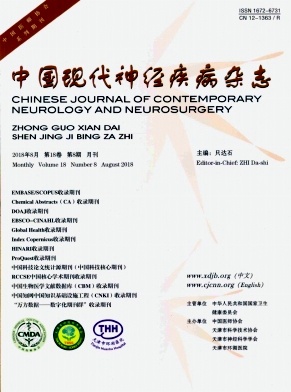 ISSN 1672-6731
CN 12-1363/R
中国医师协会
系列期刊
中国现代神经疾病杂志
CHINESE JOURNAL OF CONTEMPORARY
NEUROLOGY AND NEUROSURGERY
ZHONG GUO XIAN DAI
SHEN JING JI BING ZA ZHI
2018年8月 第18卷 第8期 月刊
Monthly Volume 18 Number 8 August 2018
主编：只达石
Editor-in-Chief: ZHI Da-shi
EMBASE/SCOPUS收录期刊
Chemical Abstracts（CA）收录期刊
DOAJ收录期刊
EBSCO-CINAHL收录期刊
Global Health收录期刊
Index Copernicus收录期刊
HINARI收录期刊
ProQuest收录期刊
中国科技论文统计源期刊（中国科技核心期刊）
RCCSE中国核心学术期刊收录期刊
中国生物医学文献数据库（CBM）收录期刊
中国知网中国知识基础设施工程（CNKI）收录期刊
“万方数据——数字化期刊群”收录期刊
www.xdjb.org（中文）
www.cjcnn.org（English）
主管单位 中华人民共和国国家卫生
健康委员会
主办单位 中国医师协会
天津市科学技术协会
天津市神经科学学会
天津市环湖医院
CMDA
THH